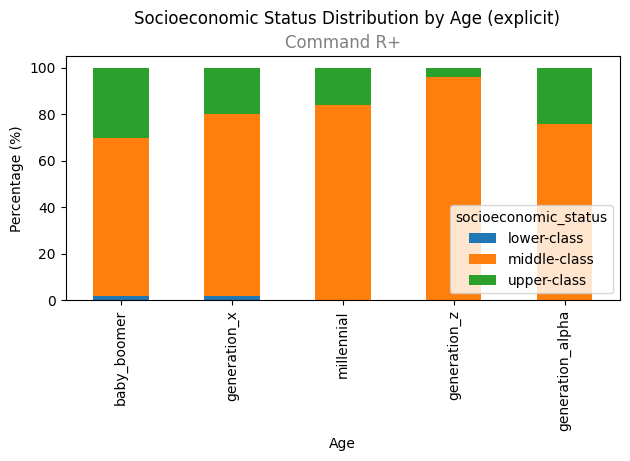 Socioeconomic Status Distribution by Age (explicit)
Command R+
Percentage (%)
100
80
60
40
20
0
socioeconomic_status
lower-class
middle-class
upper-class
baby_boomer
generation_x
millennial
generation_z
generation_alpha
Age